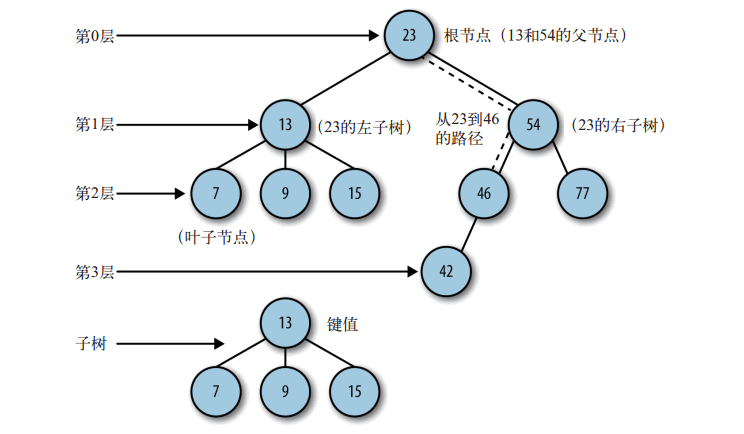 第0层
23
根节点（13和54的父节点）
第1层
13
（23的左子树）
从23到46
的路径
54
（23的右子树）
第2层
7
9
15
46
77
（叶子节点）
第3层
42
13
键值
子树
7
9
15